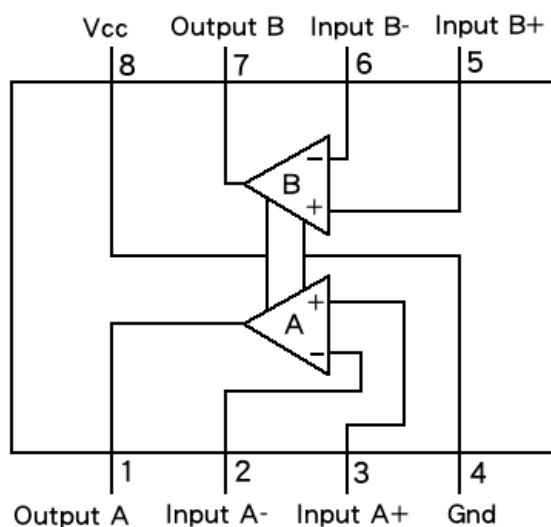 Vcc Output B Input B- Input B+
8 7 6 5
−
B
+
+
A
−
1 2 3 4
Output A Input A- Input A+ Gnd